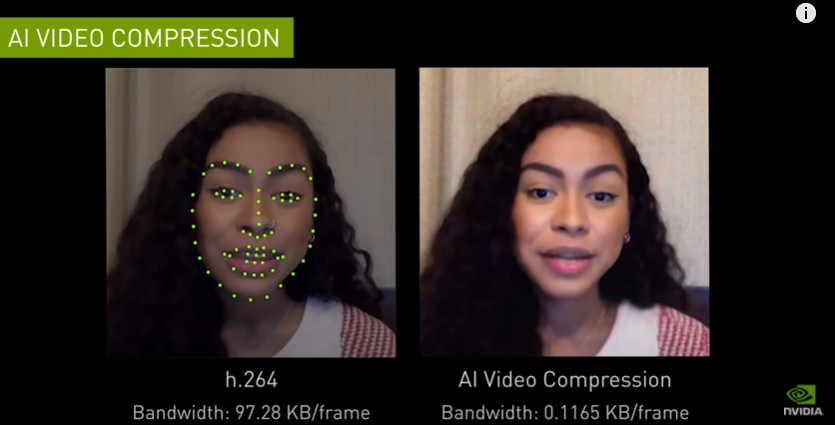 AI VIDEO COMPRESSION
h.264
Bandwidth: 97.28 KB/frame
AI Video Compression
Bandwidth: 0.1165 KB/frame
i
NVIDIA.